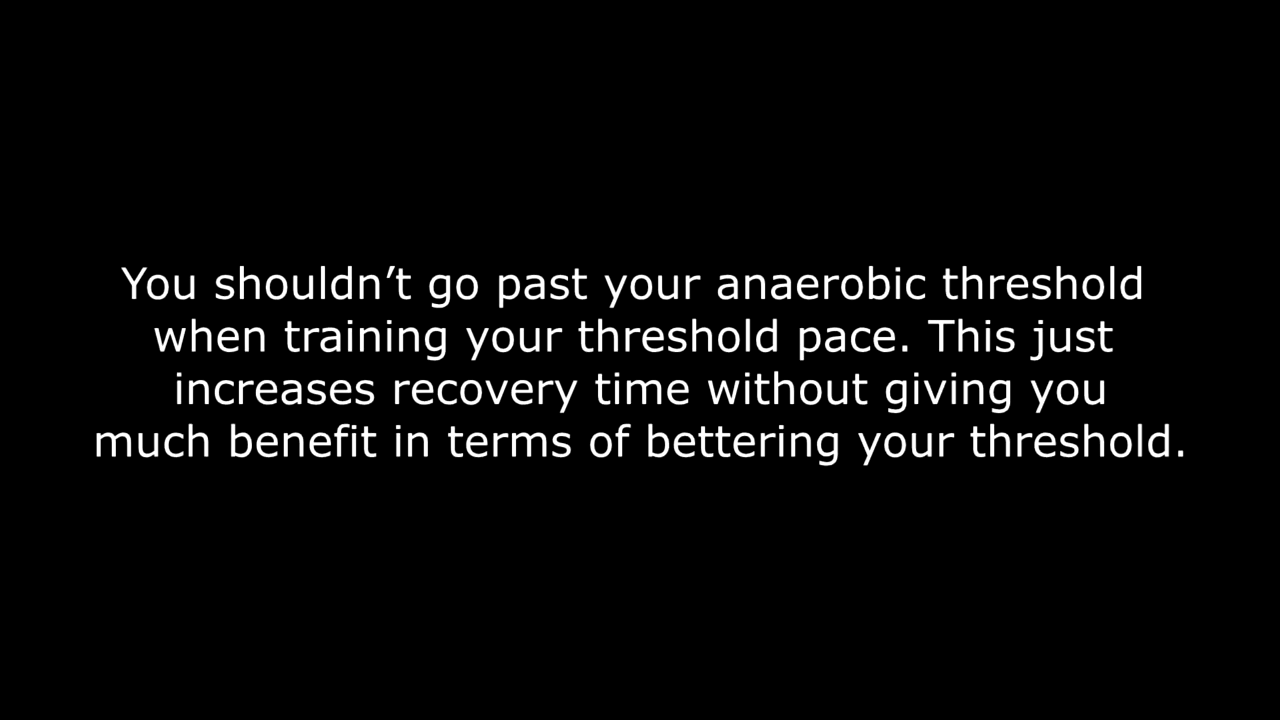 You shouldn’t go past your anaerobic threshold
when training your threshold pace. This just
increases recovery time without giving you
much benefit in terms of bettering your threshold.